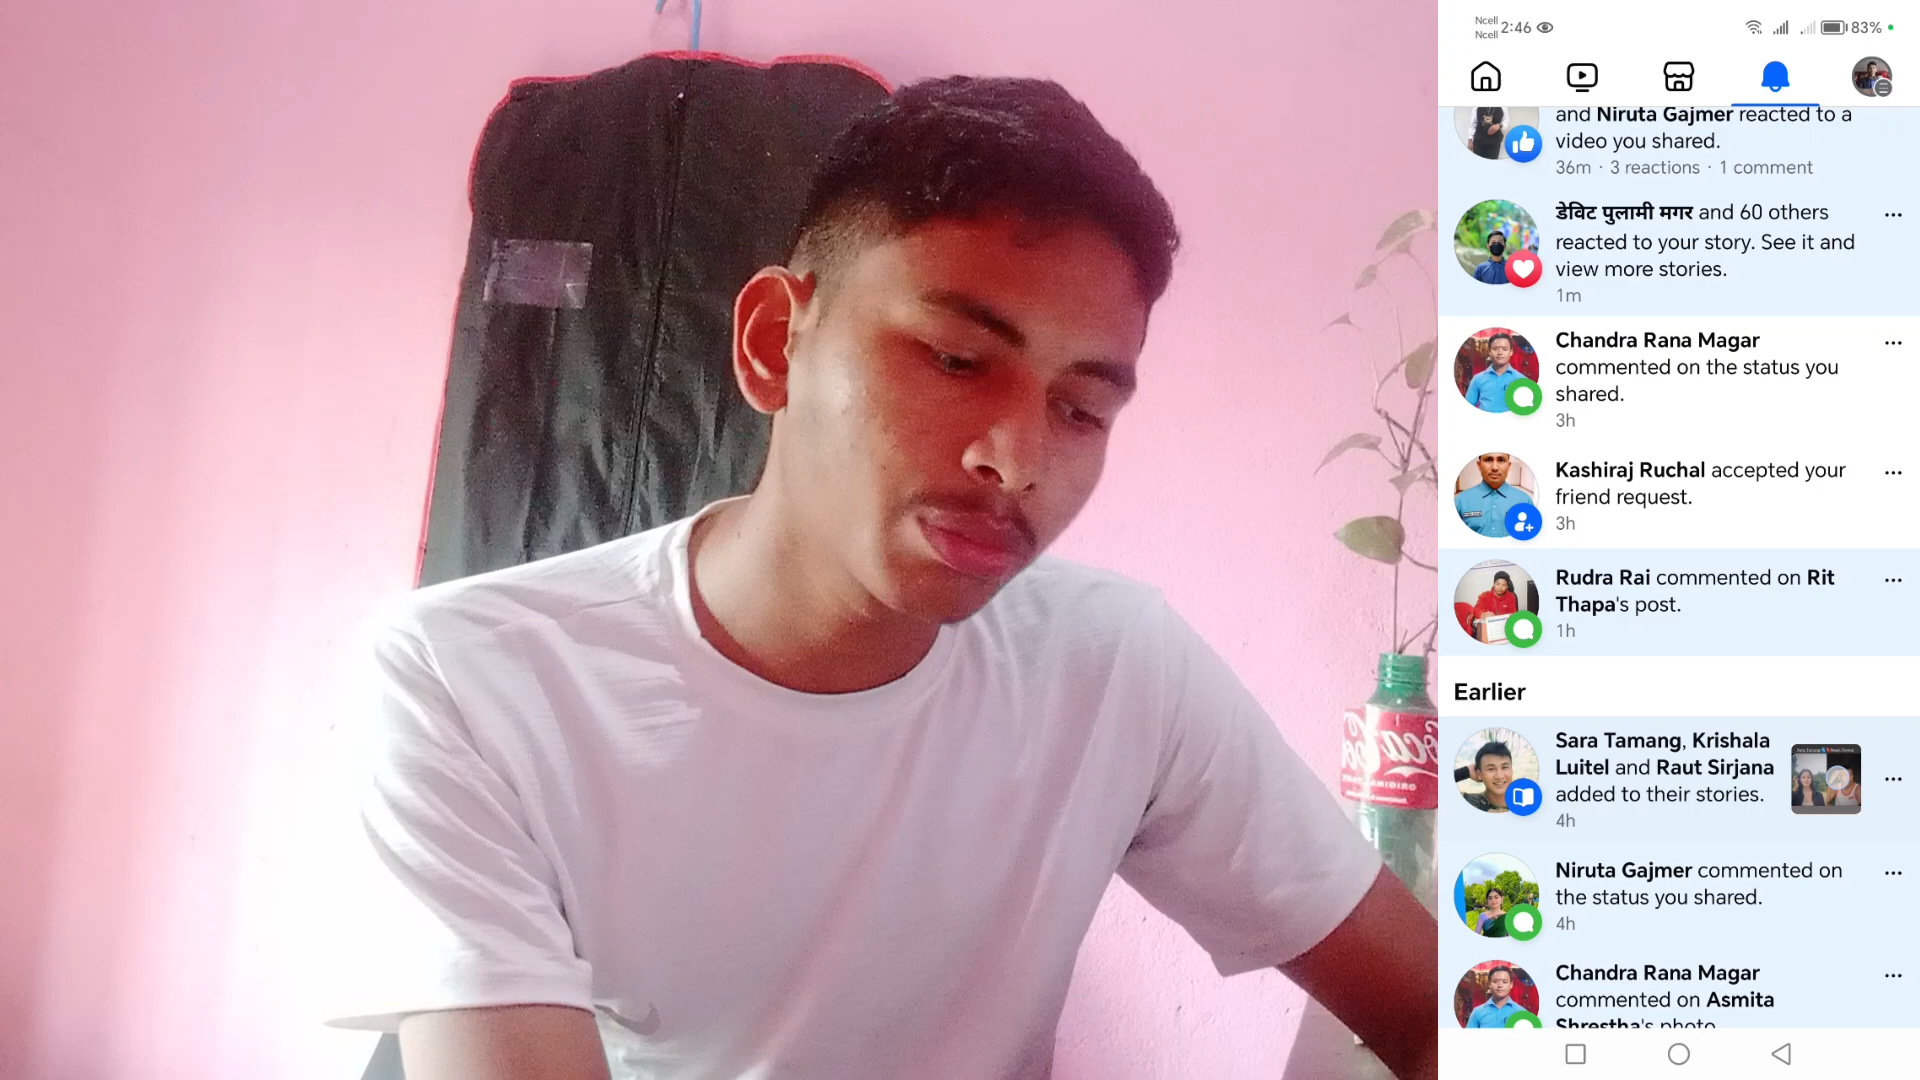 Ncell
Ncell
2:46
83%
and Niruta Gajmer reacted to a
video you shared.
36m · 3 reactions · 1 comment
डेविट पुलामी मगर and 60 others
reacted to your story. See it and
view more stories.
1m
Chandra Rana Magar
commented on the status you
shared.
3h
Kashiraj Ruchal accepted your
friend request.
3h
Rudra Rai commented on Rit
Thapa's post.
1h
Earlier
Sara Tamang, Krishala
Luitel and Raut Sirjana
added to their stories.
4h
Niruta Gajmer commented on
the status you shared.
4h
Chandra Rana Magar
commented on Asmita
Shrestha's photo